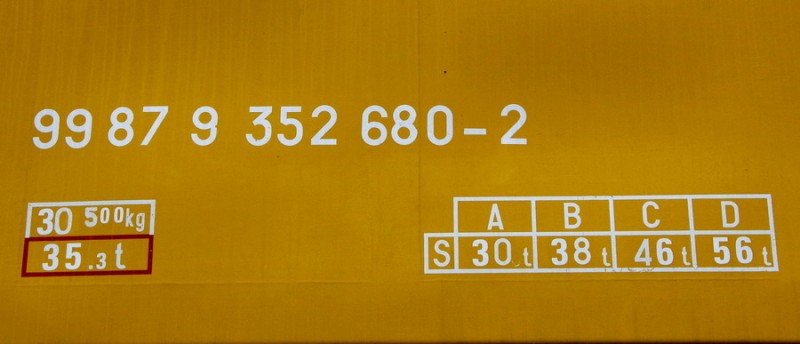 99 87 9 352 680-2
30 500kg
35.3 t
A B C D
S 30 t 38 t 46 t 56 t